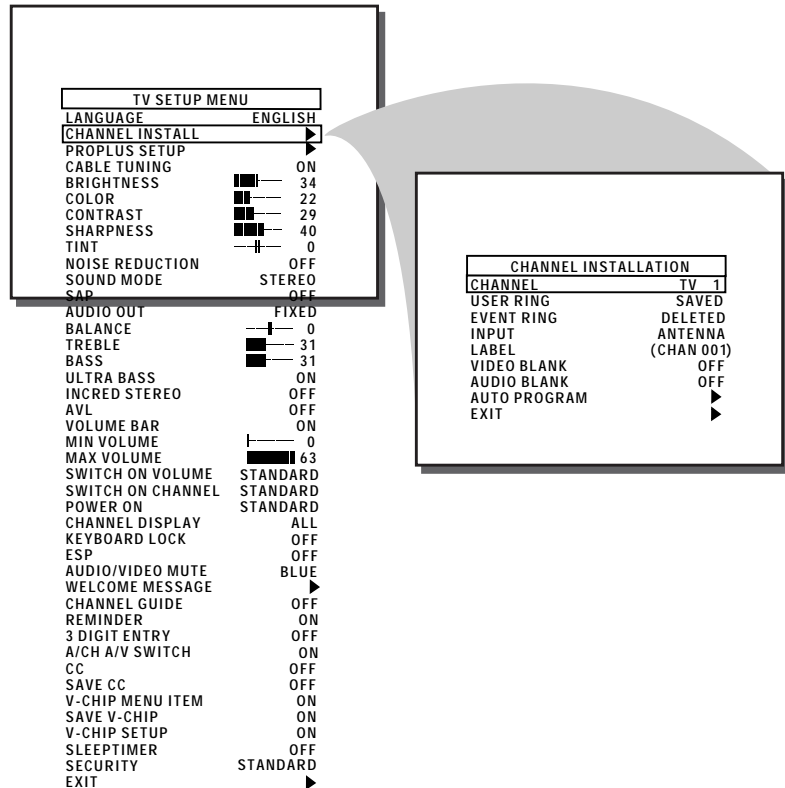 TV SETUP MENU
LANGUAGE ENGLISH
CHANNEL INSTALL
PROPLUS SETUP
CABLE TUNING ON
BRIGHTNESS 34
COLOR 22
CONTRAST 29
SHARPNESS 40
TINT 0
NOISE REDUCTION OFF
SOUND MODE STEREO
SAP OFF
AUDIO OUT FIXED
BALANCE 0
TREBLE 31
BASS 31
ULTRA BASS ON
INCRED STEREO OFF
AVL OFF
VOLUME BAR ON
MIN VOLUME 0
MAX VOLUME 63
SWITCH ON VOLUME STANDARD
SWITCH ON CHANNEL STANDARD
POWER ON STANDARD
CHANNEL DISPLAY ALL
KEYBOARD LOCK OFF
ESP OFF
AUDIO/VIDEO MUTE BLUE
WELCOME MESSAGE
CHANNEL GUIDE OFF
REMINDER ON
3 DIGIT ENTRY OFF
A/CH A/V SWITCH ON
CC OFF
SAVE CC OFF
V-CHIP MENU ITEM ON
SAVE V-CHIP ON
V-CHIP SETUP ON
SLEEPTIMER OFF
SECURITY STANDARD
EXIT
CHANNEL INSTALLATION
CHANNEL TV 1
USER RING SAVED
EVENT RING DELETED
INPUT ANTENNA
LABEL (CHAN 001)
VIDEO BLANK OFF
AUDIO BLANK OFF
AUTO PROGRAM
EXIT